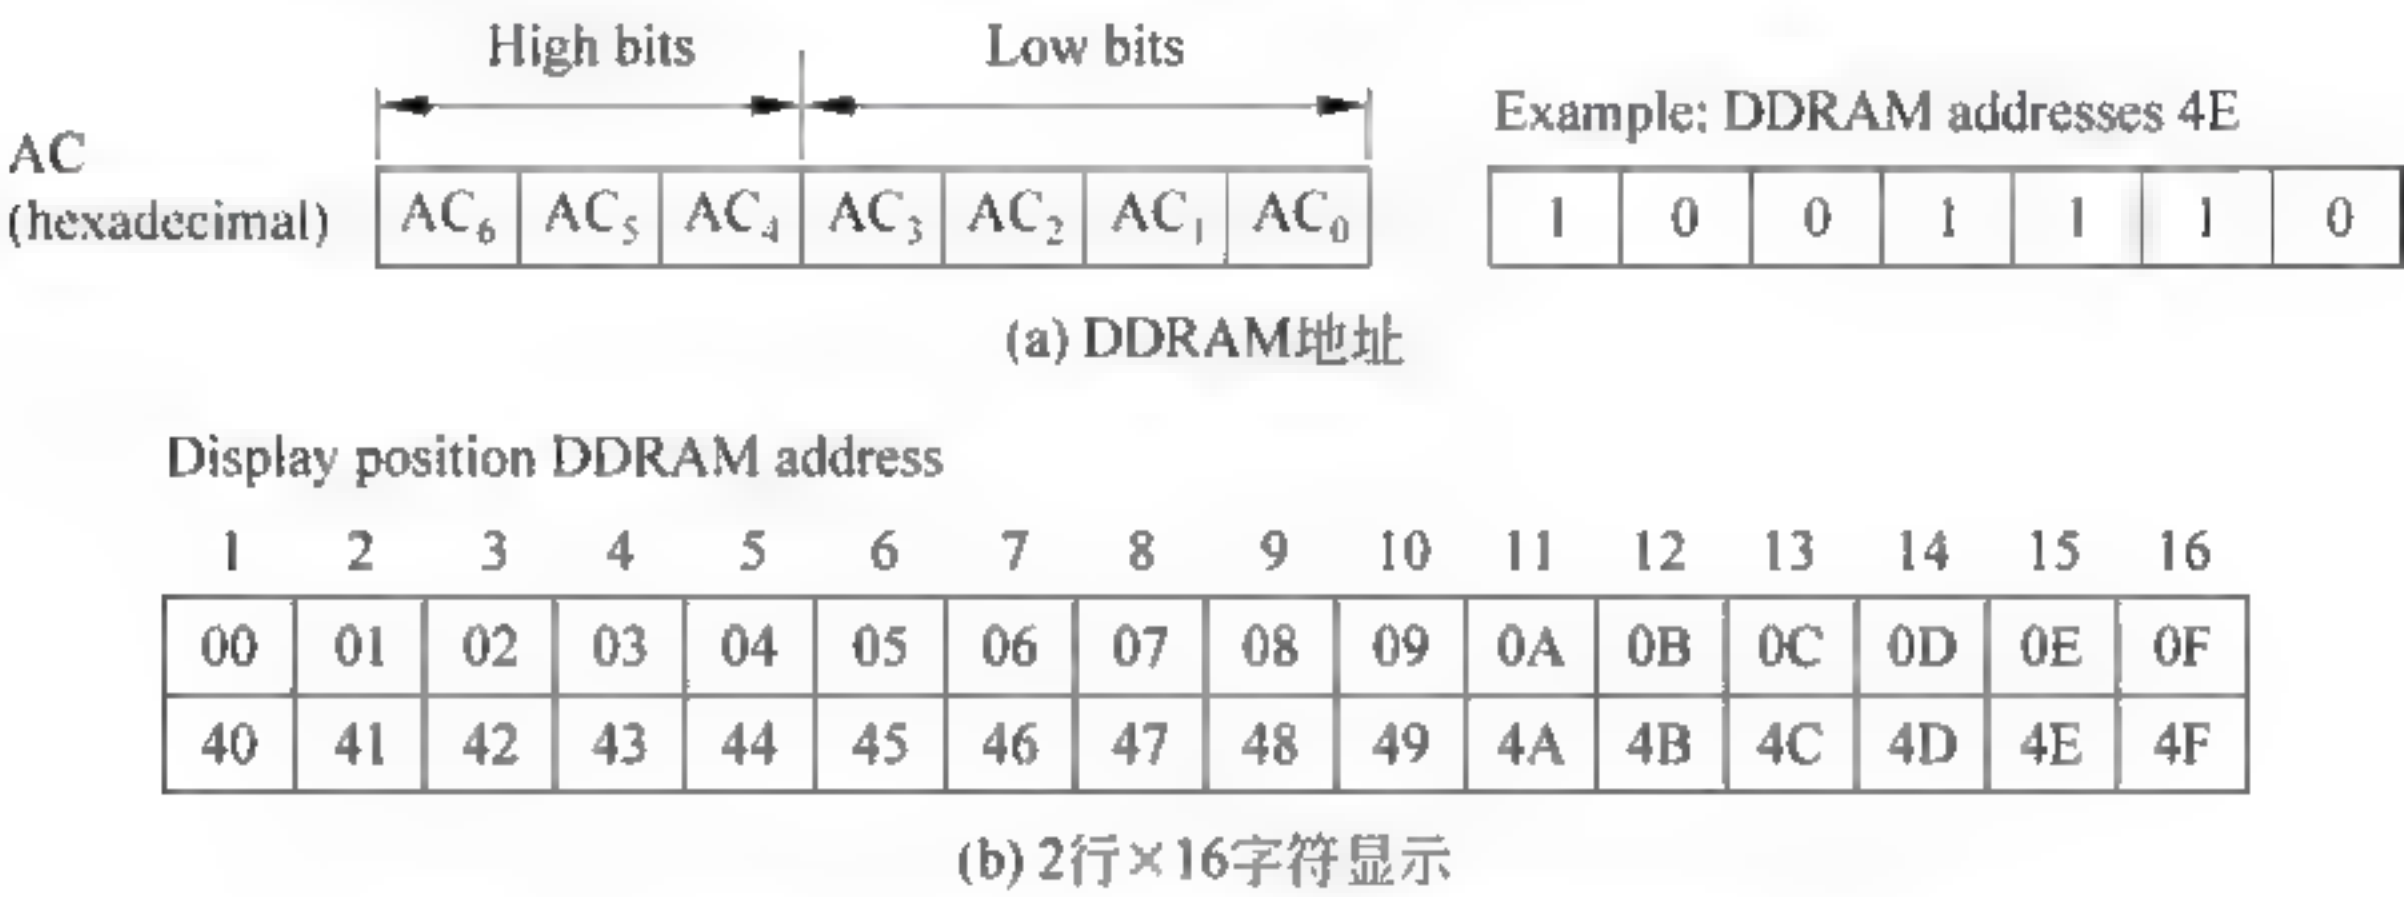 High bits Low bits
Example: DDRAM addresses 4E
AC
(hexadecimal) AC6 AC5 AC4 AC3 AC2 AC1 AC0 1 0 0 1 1 1 0
(a) DDRAM地址
Display position DDRAM address
1 2 3 4 5 6 7 8 9 10 11 12 13 14 15 16
00 01 02 03 04 05 06 07 08 09 0A 0B 0C 0D 0E 0F
40 41 42 43 44 45 46 47 48 49 4A 4B 4C 4D 4E 4F
(b) 2行×16字符显示